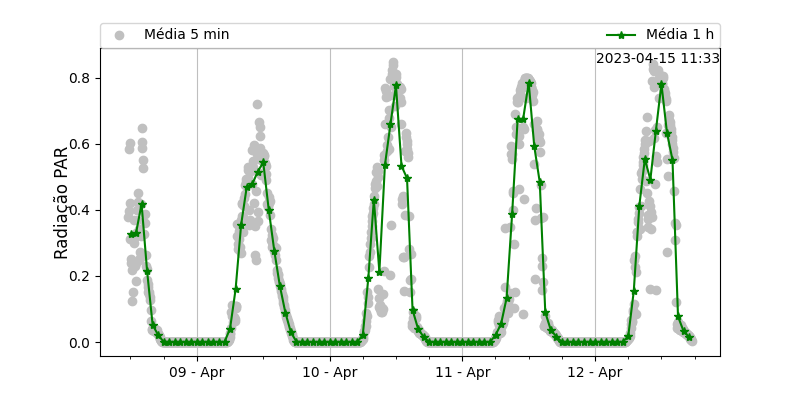 Média 5 min
Média 1 h
2023-04-15 11:33
Radiação PAR
0.8
0.6
0.4
0.2
0.0
09 - Apr
10 - Apr
11 - Apr
12 - Apr